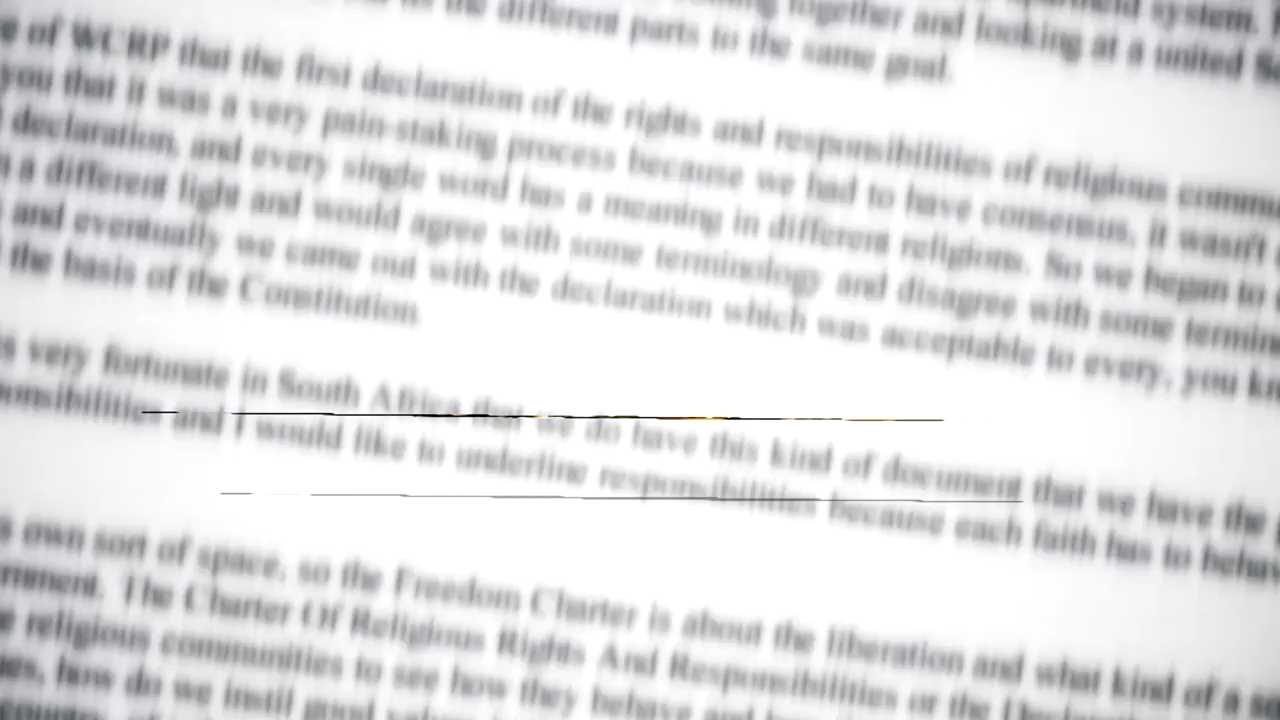 the different parts to the same goal.
together and looking at a united
of WCRP that the first declaration of the rights and responsibilities of religious
you that it was a very pain-staking process because we had to have consensus, it wasn't
declaration, and every single word has a meaning in different religions. So we began to
a different light and would agree with some terminology and disagree with some
and eventually we came out with the declaration which was acceptable to every, you
the basis of the Constitution
very fortunate in South Africa that we do have this kind of document that we have the
and I would like to underline responsibilities because each faith has to
own sort of space, so the Freedom Charter is about the liberation and what kind of a
The Charter Of Religious Rights And Responsibilities or the
religious communities to see how they behave and
how do we instil good